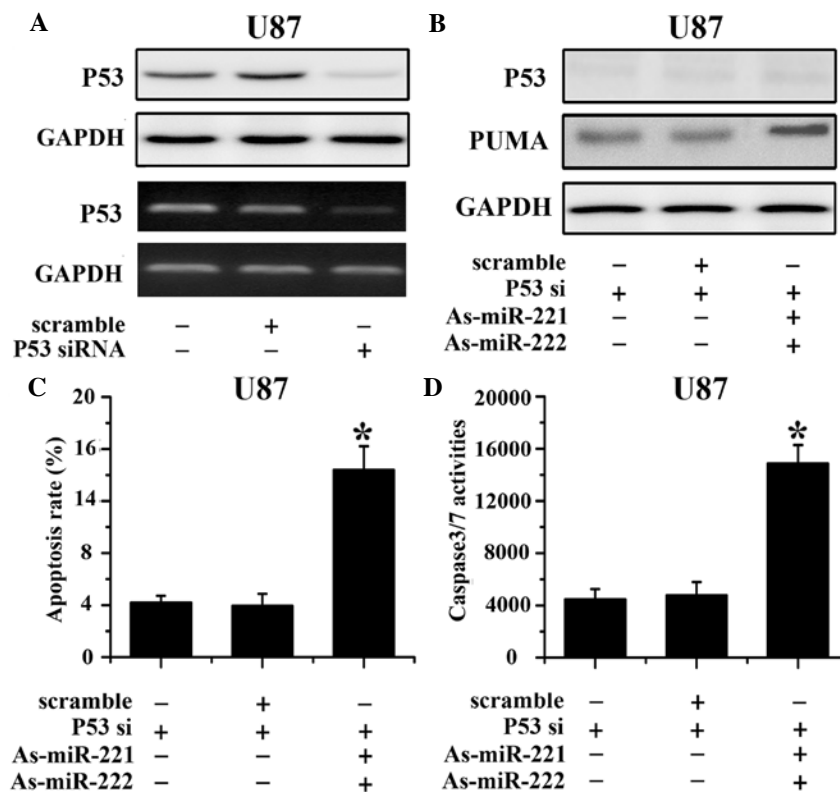 A
U87
P53
GAPDH
P53
GAPDH
scramble – + –
P53 siRNA – – +
B
U87
P53
PUMA
GAPDH
scramble – + –
P53 si + + +
As-miR-221 – – +
As-miR-222 – – +
C
U87
Apoptosis rate (%)
20
16
14
8
4
0
*
scramble – + –
P53 si + + +
As-miR-221 – – +
As-miR-222 – – +
D
U87
Caspase3/7 activities
20000
16000
14000
8000
4000
0
*
scramble – + –
P53 si + + +
As-miR-221 – – +
As-miR-222 – – +